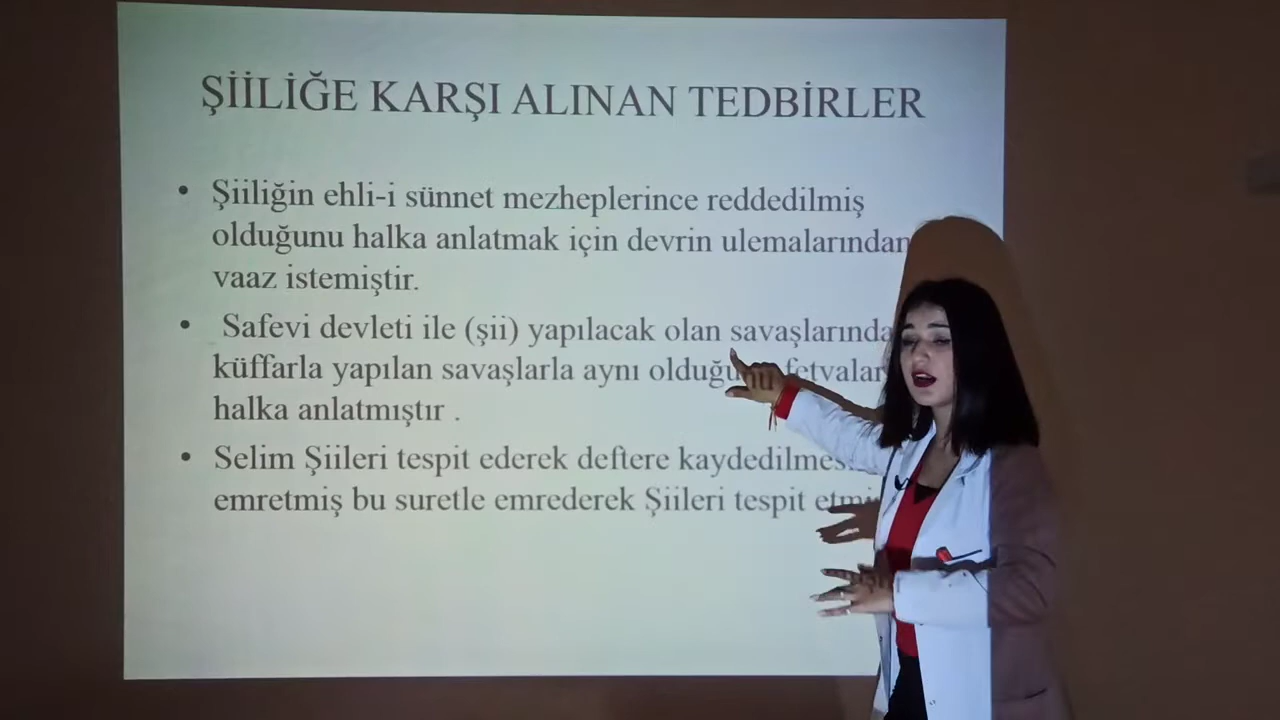 ŞİİLİĞE KARŞI ALINAN TEDBİRLER
• Şiiliğin ehli-i sünnet mezheplerince reddedilmiş
olduğunu halka anlatmak için devrin ulemalarından
vaaz istemiştir.
• Safevi devleti ile (şii) yapılacak olan savaşlarında
küffarla yapılan savaşlarla aynı olduğunu
halka anlatmıştır .
• Selim Şiileri tespit ederek deftere
emretmiş bu suretle emrederek Şiileri tespit